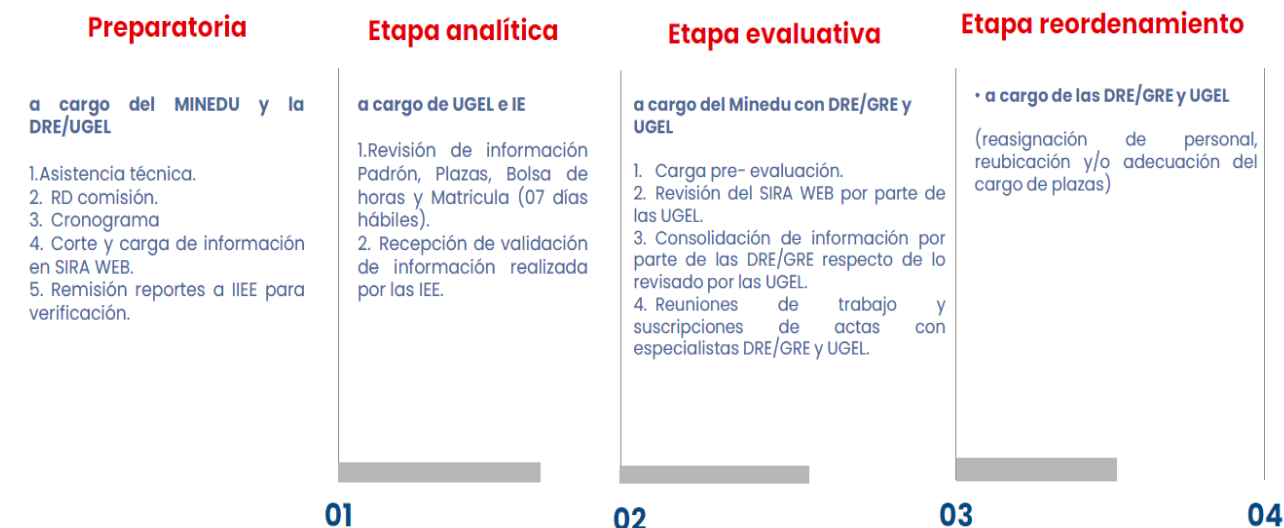 Preparatoria
a cargo del MINEDU y la
DRE/UGEL
1.Asistencia técnica.
2. RD comisión.
3. Cronograma
4. Corte y carga de información
en SIRA WEB.
5. Remisión reportes a IIEE para
verificación.
Etapa analítica
a cargo de UGEL e IE
1.Revisión de información
Padrón, Plazas, Bolsa de
horas y Matricula (07 días
hábiles).
2. Recepción de validación
de información realizada
por las IEE.
Etapa evaluativa
a cargo del Minedu con DRE/GRE y
UGEL
1. Carga pre- evaluación.
2. Revisión del SIRA WEB por parte de
las UGEL.
3. Consolidación de información por
parte de las DRE/GRE respecto de lo
revisado por las UGEL.
4. Reuniones de trabajo y
suscripciones de actas con
especialistas DRE/GRE y UGEL.
Etapa reordenamiento
• a cargo de las DRE/GRE y UGEL
(reasignación de personal,
reubicación y/o adecuación del
cargo de plazas)
01
02
03
04